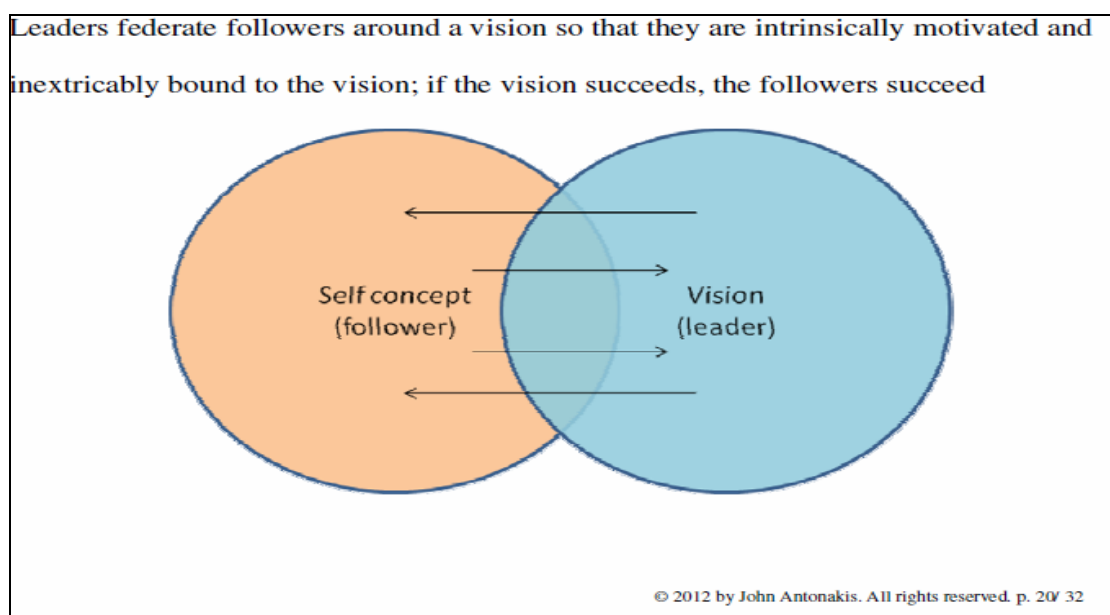 Leaders federate followers around a vision so that they are intrinsically motivated and
inextricably bound to the vision; if the vision succeeds, the followers succeed
Self concept
(follower)
Vision
(leader)
© 2012 by John Antonakis. All rights reserved. p. 20/ 32